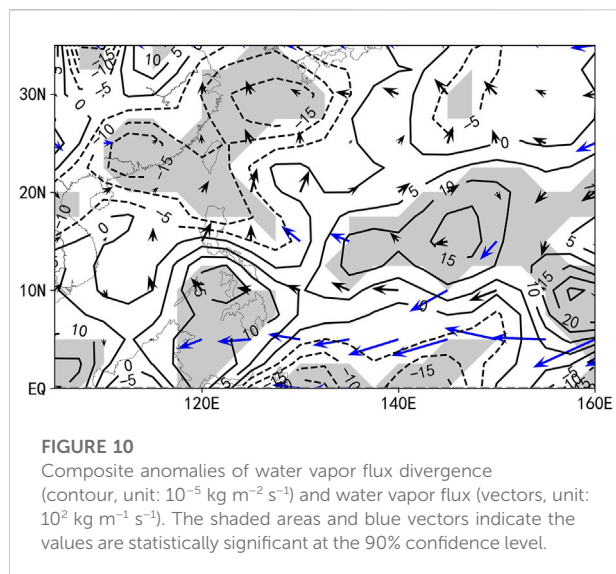 30N
20N
10N
EQ
120E 140E 160E
0
5
-15
-5
5
0
-10
-15
-5
0
5
10
15
-5
0
10
5
15
10
20
-10
-15
FIGURE 10
Composite anomalies of water vapor flux divergence
(contour, unit: 10⁻⁵ kg m⁻² s⁻¹) and water vapor flux (vectors, unit:
10² kg m⁻¹ s⁻¹). The shaded areas and blue vectors indicate the
values are statistically significant at the 90% confidence level.